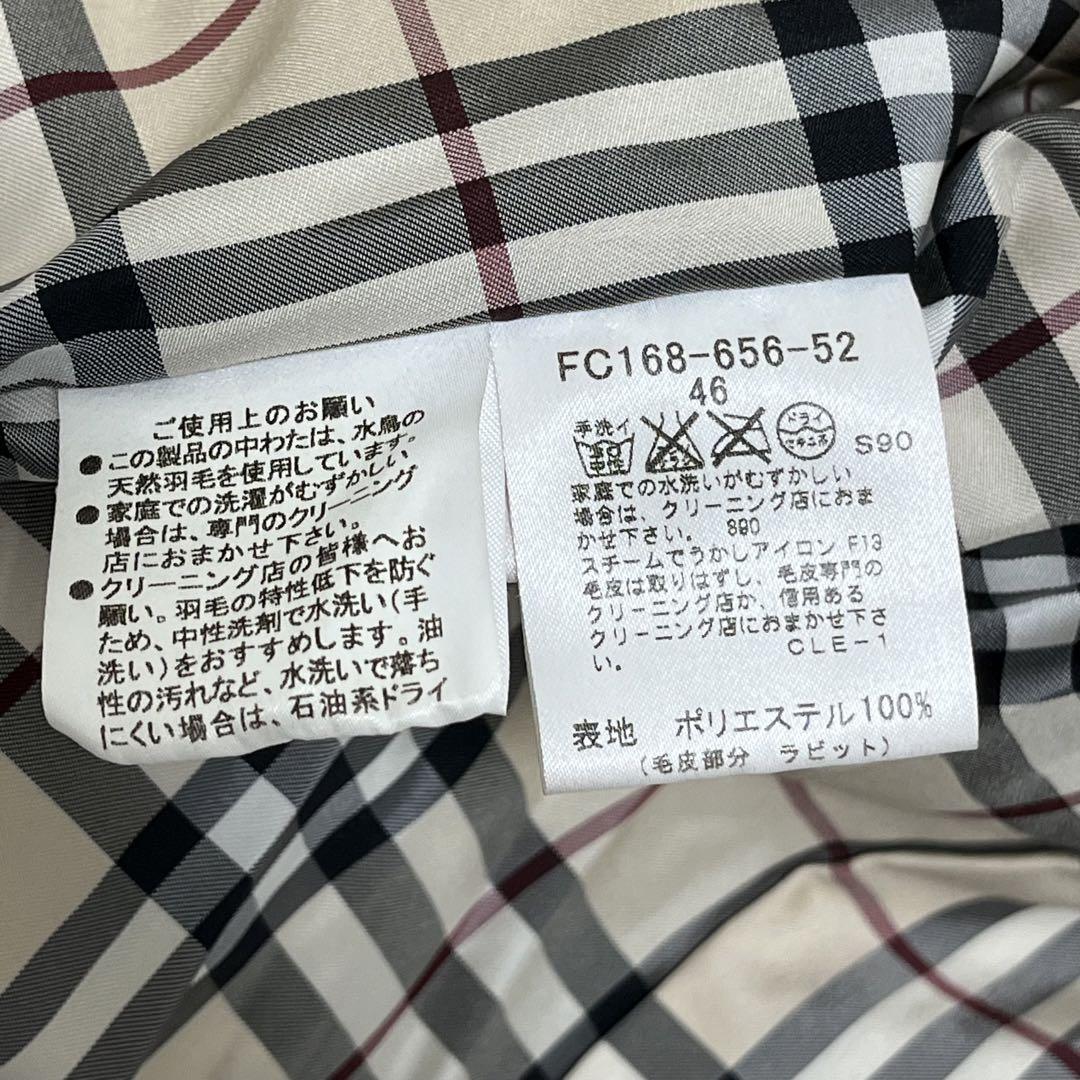 ご使用上のお願い
●この製品の中わたは、水鳥の
天然羽毛を使用しています。
●家庭での洗濯がむずかしい
場合は、専門のクリーニング
店におまかせ下さい。
●クリーニング店の皆様へお
願い。羽毛の特性低下を防ぐ
ため、中性洗剤で水洗い(手
洗い)をおすすめします。油
性の汚れなど、水洗いで落ち
にくい場合は、石油系ドライ
FC168-656-52
46
手洗イ
中性
ドライ
セキユ系
S90
家庭での水洗いがむずかしい
場合は、クリーニング店におま
かせ下さい。 890
スチームでうかしアイロン F13
毛皮は取りはずし、毛皮専門の
クリーニング店か、信用ある
クリーニング店におまかせ下さ
い。 CLE-1
表地 ポリエステル100%
(毛皮部分 ラビット)